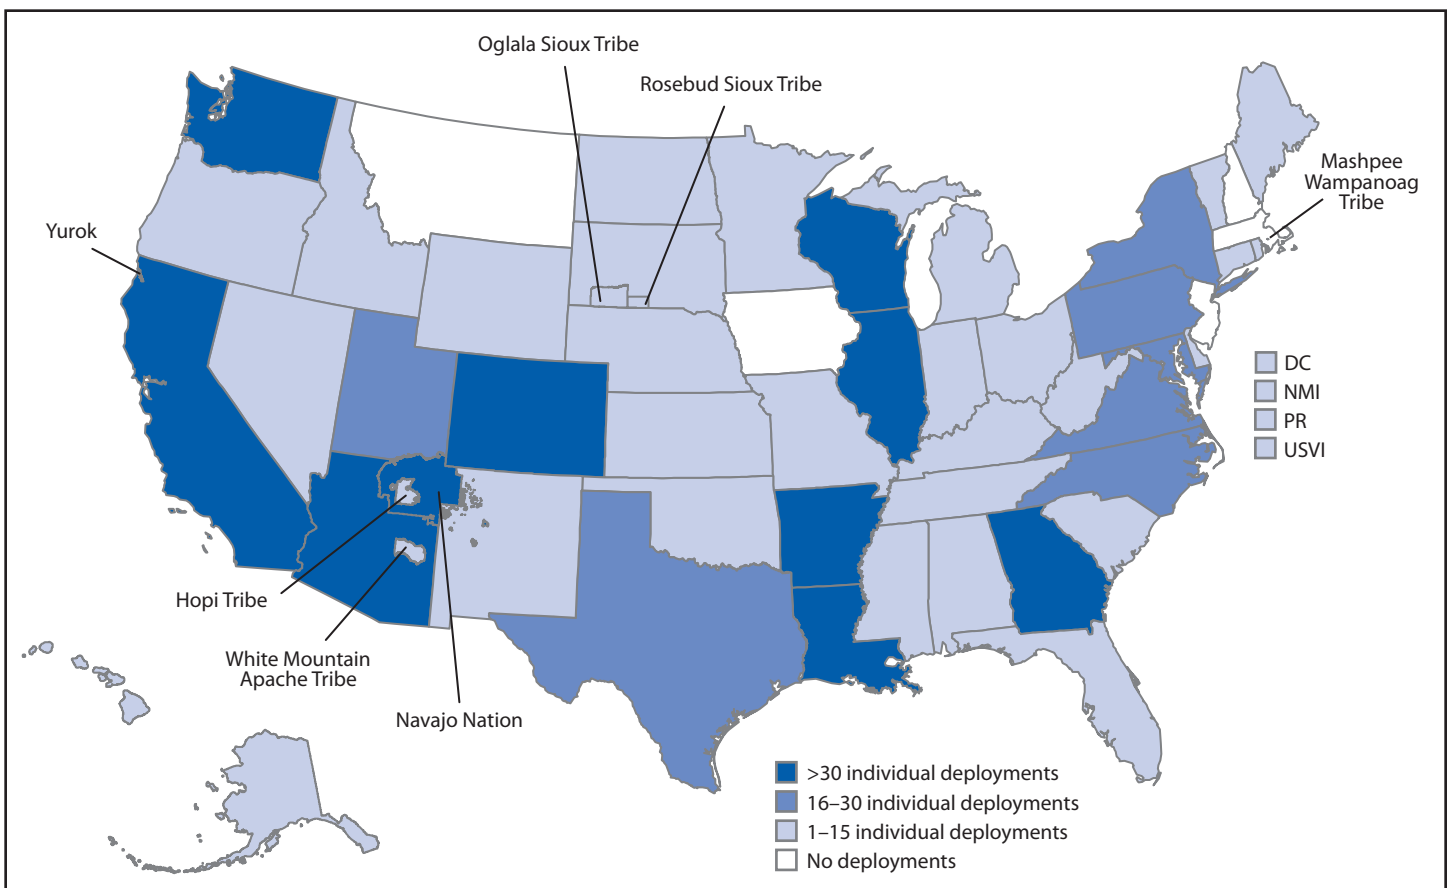 Oglala Sioux Tribe
Rosebud Sioux Tribe
Mashpee
Wampanoag
Tribe
Yurok
DC
NMI
PR
USVI
Hopi Tribe
White Mountain
Apache Tribe
Navajo Nation
>30 individual deployments
16–30 individual deployments
1–15 individual deployments
No deployments